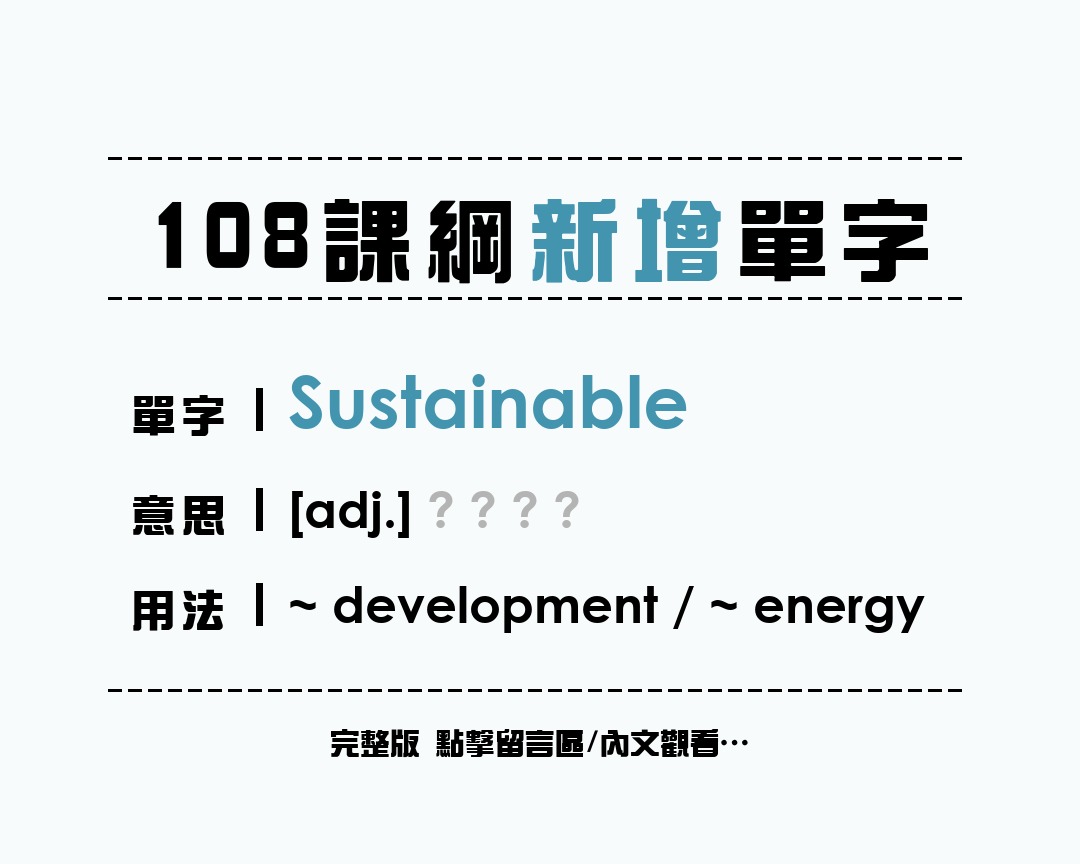 108課綱新增單字
單字 | Sustainable
意思 | [adj.] ? ? ? ?
用法 | ~ development / ~ energy
完整版 點擊留言區/內文觀看…